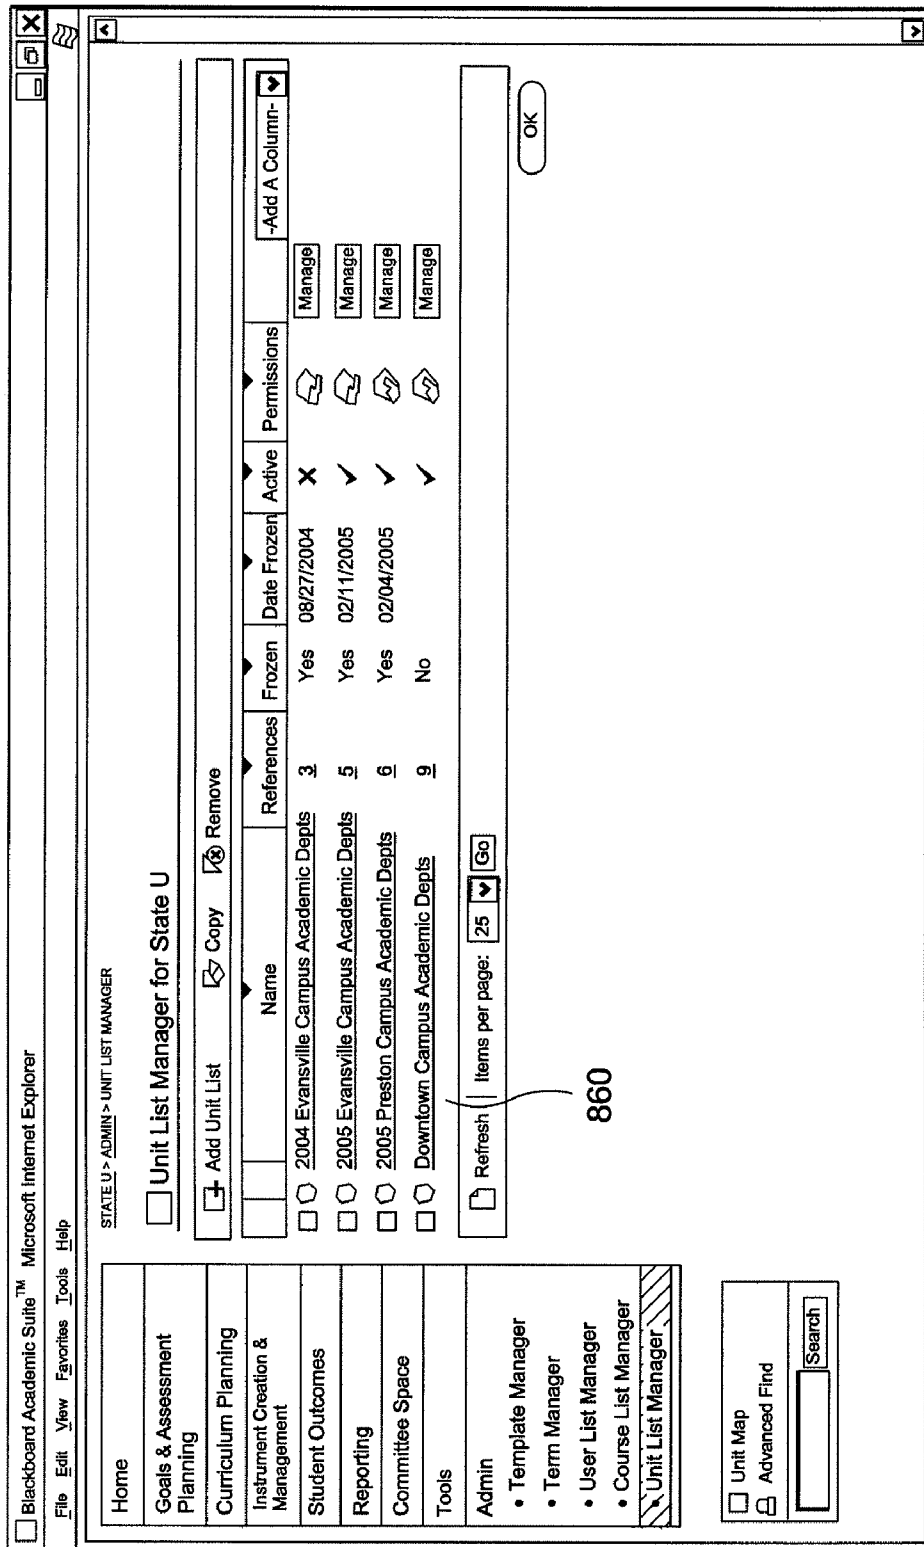 Blackboard Academic Suite™ Microsoft Internet Explorer
File Edit View Favorites Tools Help
Home
Goals & Assessment
Planning
Curriculum Planning
Instrument Creation &
Management
Student Outcomes
Reporting
Committee Space
Tools
Admin
• Template Manager
• Term Manager
• User List Manager
• Course List Manager
• Unit List Manager
Unit Map
Advanced Find
Search
STATE U > ADMIN > UNIT LIST MANAGER
Unit List Manager for State U
Add Unit List Copy Remove
Name References Frozen Date Frozen Active Permissions -Add A Column-
2004 Evansville Campus Academic Depts 3 Yes 08/27/2004 Manage
2005 Evansville Campus Academic Depts 5 Yes 02/11/2005 Manage
2005 Preston Campus Academic Depts 6 Yes 02/04/2005 Manage
Downtown Campus Academic Depts 9 No Manage
Refresh | Items per page: 25 Go
OK
860